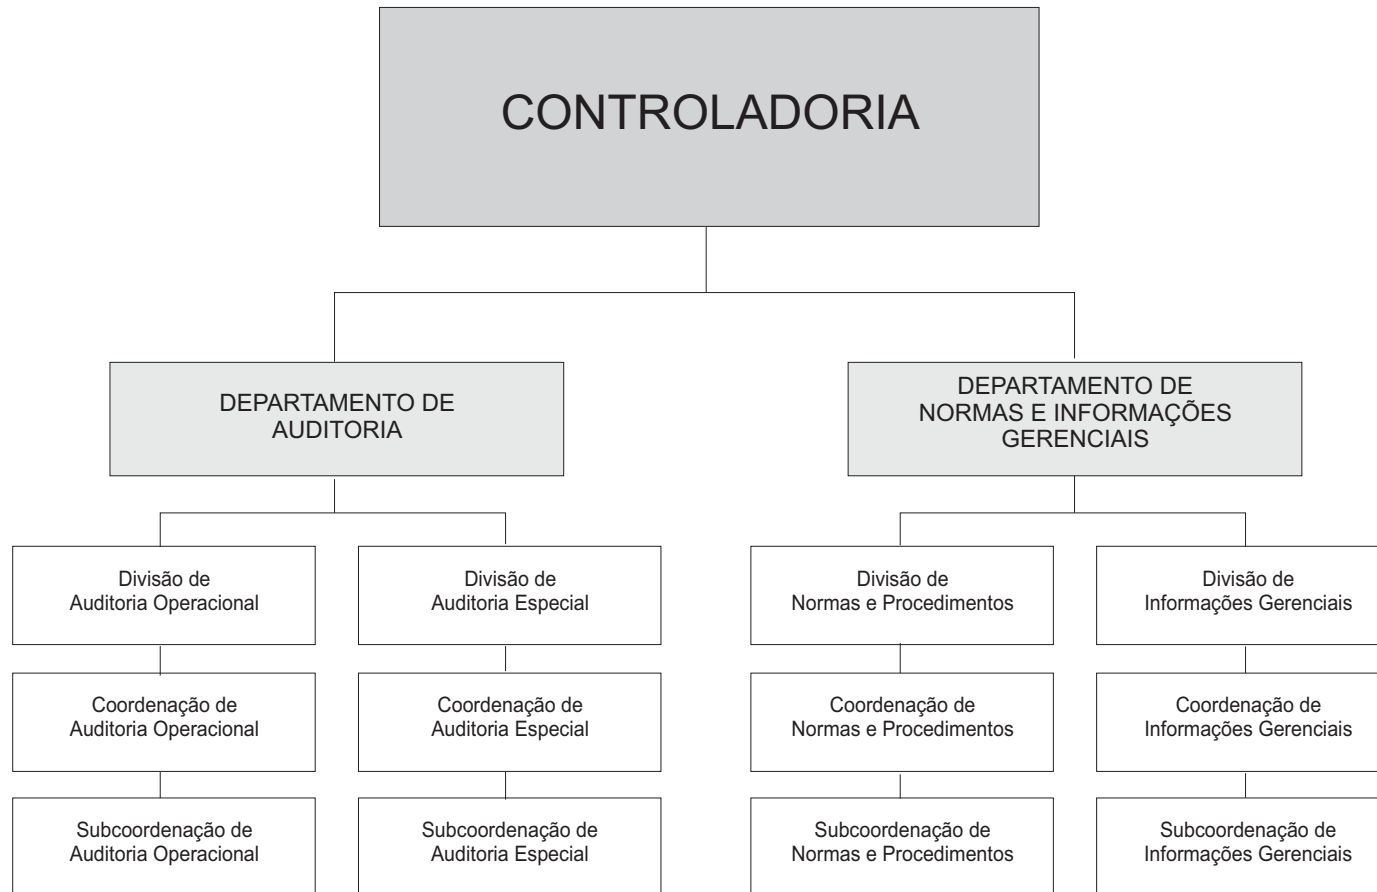 CONTROLADORIA
DEPARTAMENTO DE
AUDITORIA
DEPARTAMENTO DE
NORMAS E INFORMAÇÕES
GERENCIAIS
Divisão de
Auditoria Operacional
Divisão de
Auditoria Especial
Divisão de
Normas e Procedimentos
Divisão de
Informações Gerenciais
Coordenação de
Auditoria Operacional
Coordenação de
Auditoria Especial
Coordenação de
Normas e Procedimentos
Coordenação de
Informações Gerenciais
Subcoordenação de
Auditoria Operacional
Subcoordenação de
Auditoria Especial
Subcoordenação de
Normas e Procedimentos
Subcoordenação de
Informações Gerenciais